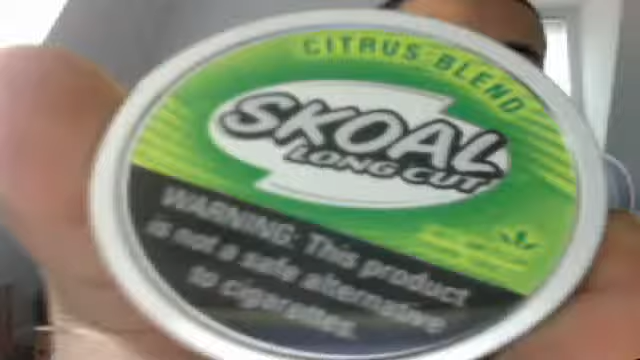 CITRUS BLEND
SKOAL
LONG CUT
WARNING: This product
is not a safe alternative
to cigarettes.